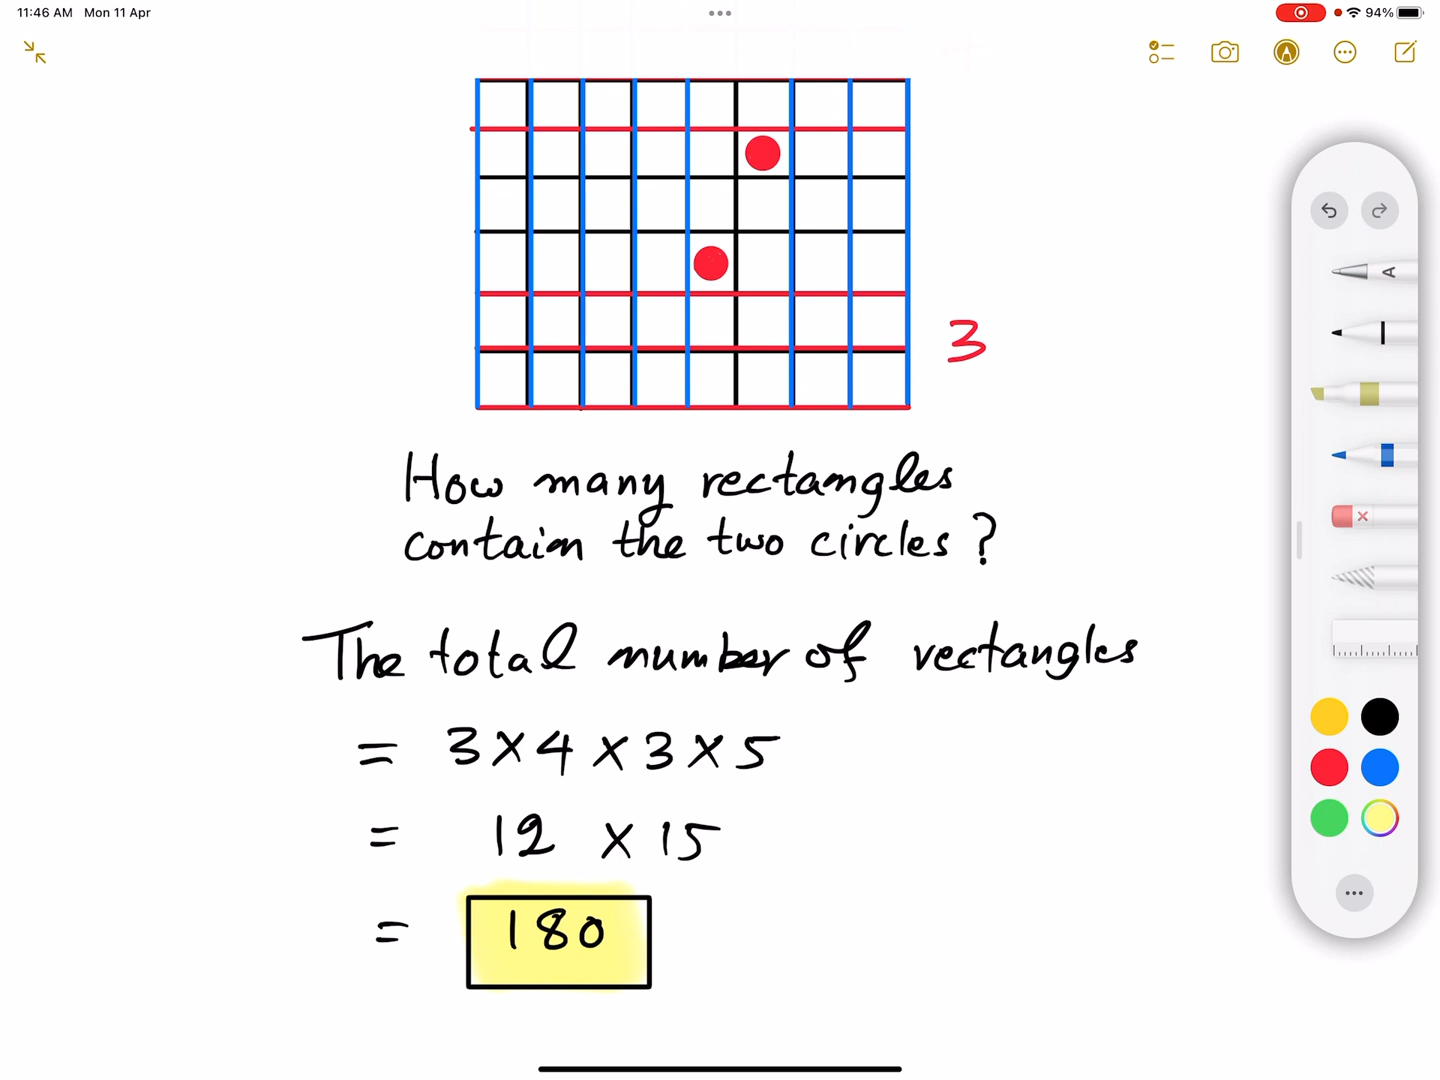 11:46 AM Mon 11 Apr
94%
3
How many rectangles
contain the two circles ?
The total number of rectangles
= 3 × 4 × 3 × 5
= 12 × 15
= 180
A